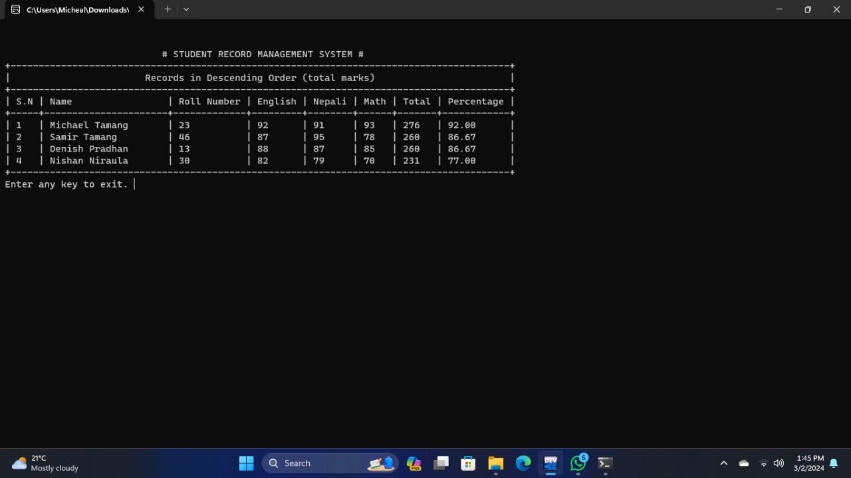 C:\Users\Micheal\Downloads\
# STUDENT RECORD MANAGEMENT SYSTEM #
Records in Descending Order (total marks)
| S.N | Name | Roll Number | English | Nepali | Math | Total | Percentage |
| 1 | Michael Tamang | 23 | 92 | 91 | 93 | 276 | 92.00 |
| 2 | Samir Tamang | 46 | 87 | 95 | 78 | 260 | 86.67 |
| 3 | Denish Pradhan | 13 | 88 | 87 | 85 | 260 | 86.67 |
| 4 | Nishan Niraula | 30 | 82 | 79 | 70 | 231 | 77.00 |
Enter any key to exit.
21°C
Mostly cloudy
Search
DEV
1:45 PM
3/2/2024